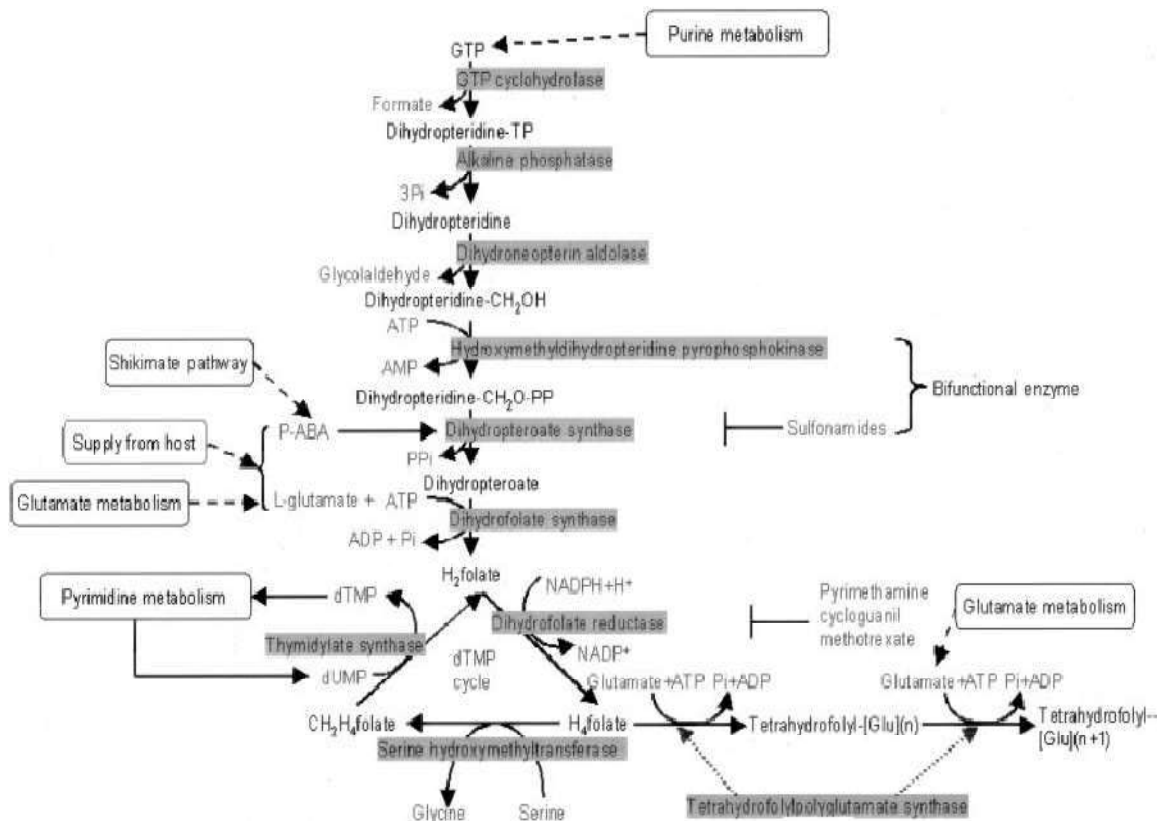 Purine metabolism
GTP
GTP cyclohydrolase
Formate
Dihydropteridine-TP
Alkaline phosphatase
3Pi
Dihydropteridine
Dihydroneopterin aldolase
Glycolaldehyde
Dihydropteridine-CH₂OH
ATP
Hydroxymethyldihydropteridine pyrophosphokinase
AMP
Shikimate pathway
Bifunctional enzyme
Dihydropteridine-CH₂O-PP
P-ABA
Dihydropteroate synthase
Sulfonamides
Supply from host
PPi
Dihydropteroate
Glutamate metabolism
L-glutamate + ATP
Dihydrofolate synthase
ADP + Pi
H₂folate
NADPH+H⁺
Pyrimidine metabolism
dTMP
Pyrimethamine
cycloguanil
methotrexate
Glutamate metabolism
Dihydrofolate reductase
Thymidylate synthase
NADP⁺
dTMP
cycle
dUMP
Glutamate+ATP Pi+ADP
Glutamate+ATP Pi+ADP
CH₂H₄folate
H₄folate
Tetrahydrofolyl-[Glu](n)
Tetrahydrofolyl--
[Glu](n+1)
Serine hydroxymethyltransferase
Glycine
Serine
Tetrahydrofolylpolyglutamate synthase